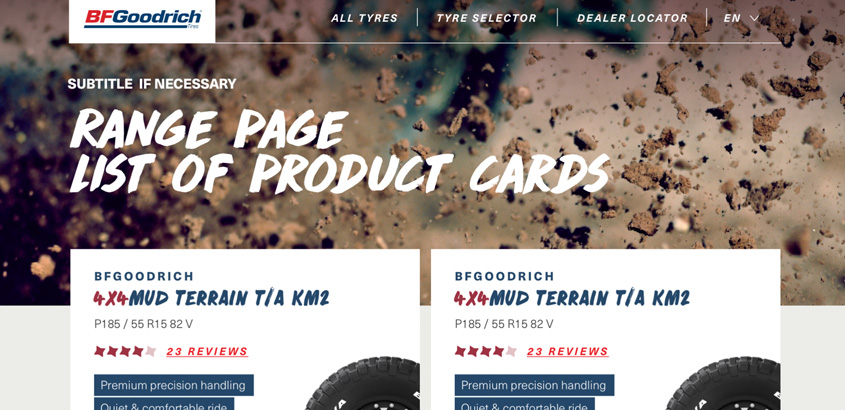 BFGoodrich
Tires
ALL TYRES
TYRE SELECTOR
DEALER LOCATOR
EN
SUBTITLE IF NECESSARY
RANGE PAGE
LIST OF PRODUCT CARDS
BFGOODRICH
4X4MUD TERRAIN T/A KM2
P185 / 55 R15 82 V
23 REVIEWS
Premium precision handling
Quiet & comfortable ride
BFGOODRICH
4X4MUD TERRAIN T/A KM2
P185 / 55 R15 82 V
23 REVIEWS
Premium precision handling
Quiet & comfortable ride